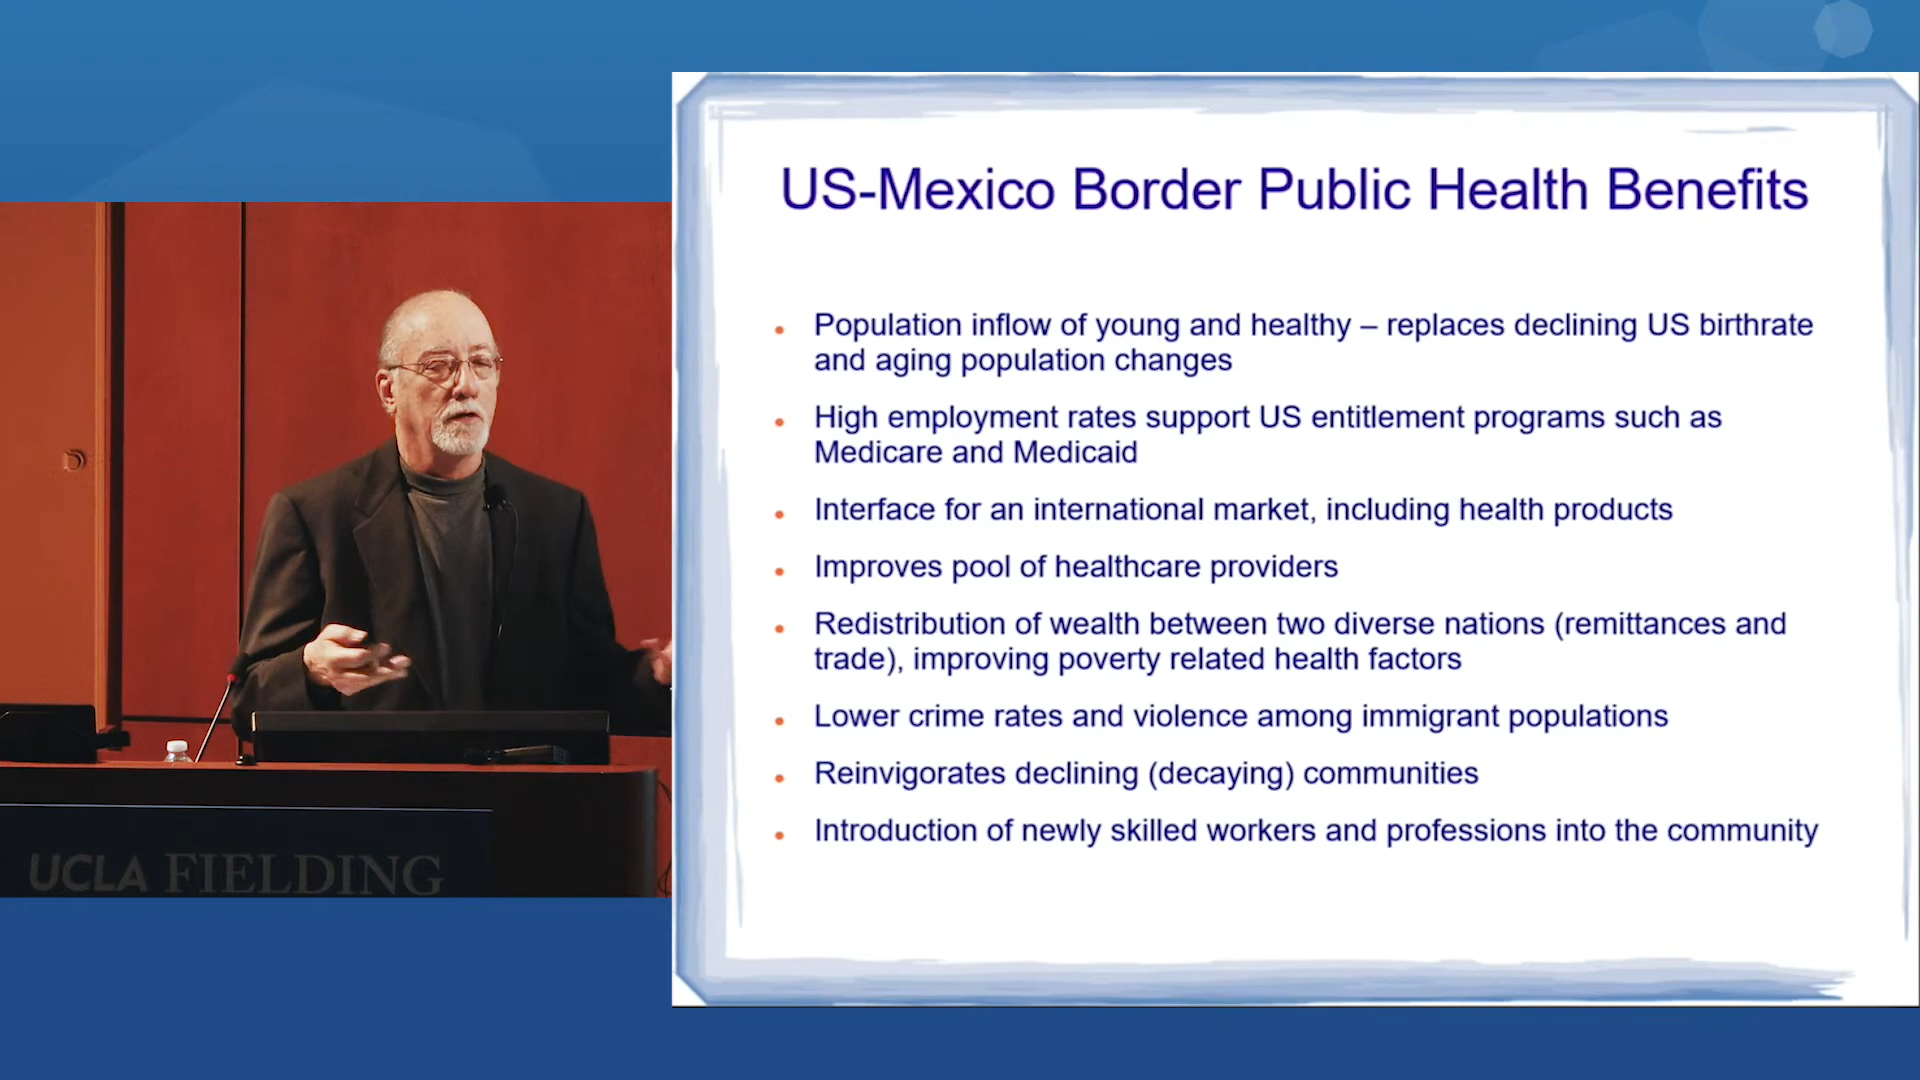 US-Mexico Border Public Health Benefits
• Population inflow of young and healthy – replaces declining US birthrate
and aging population changes
• High employment rates support US entitlement programs such as
Medicare and Medicaid
• Interface for an international market, including health products
• Improves pool of healthcare providers
• Redistribution of wealth between two diverse nations (remittances and
trade), improving poverty related health factors
• Lower crime rates and violence among immigrant populations
• Reinvigorates declining (decaying) communities
• Introduction of newly skilled workers and professions into the community
UCLA FIELDING